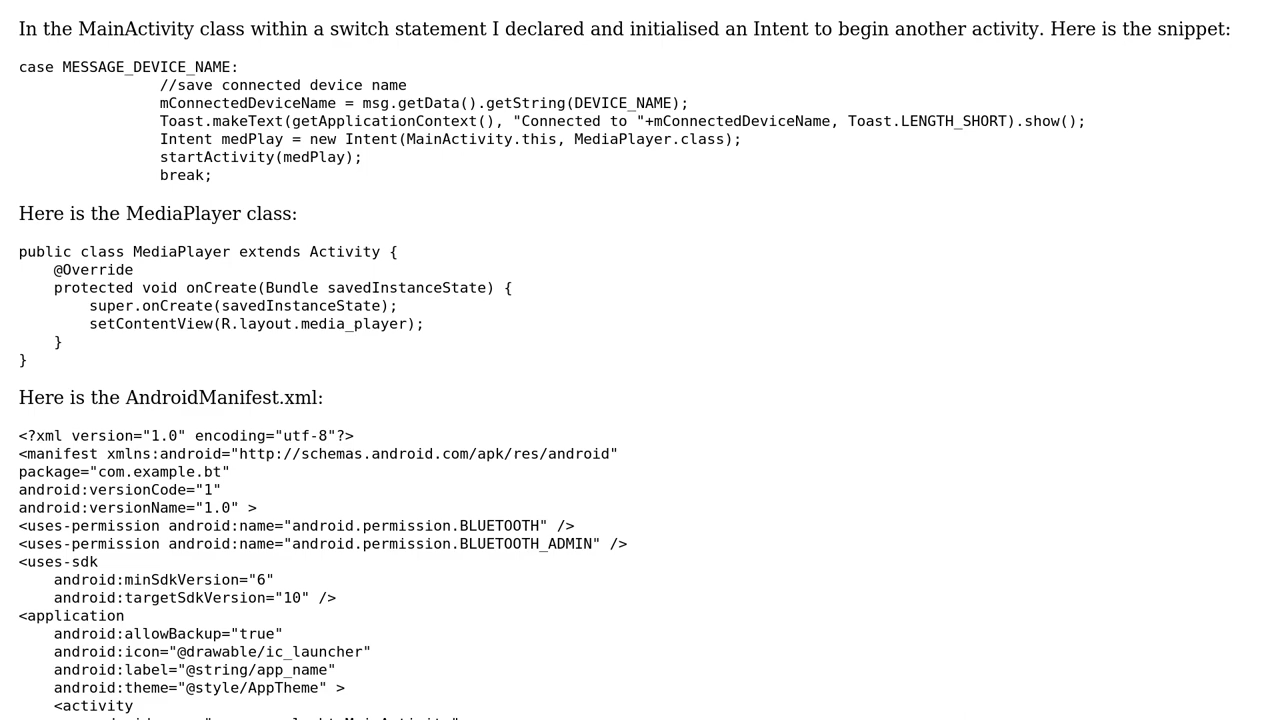 In the MainActivity class within a switch statement I declared and initialised an Intent to begin another activity. Here is the snippet:
case MESSAGE_DEVICE_NAME:
                //save connected device name
                mConnectedDeviceName = msg.getData().getString(DEVICE_NAME);
                Toast.makeText(getApplicationContext(), "Connected to "+mConnectedDeviceName, Toast.LENGTH_SHORT).show();
                Intent medPlay = new Intent(MainActivity.this, MediaPlayer.class);
                startActivity(medPlay);
                break;
Here is the MediaPlayer class:
public class MediaPlayer extends Activity {
    @Override
    protected void onCreate(Bundle savedInstanceState) {
        super.onCreate(savedInstanceState);
        setContentView(R.layout.media_player);
    }
}
Here is the AndroidManifest.xml:
<?xml version="1.0" encoding="utf-8"?>
<manifest xmlns:android="http://schemas.android.com/apk/res/android"
package="com.example.bt"
android:versionCode="1"
android:versionName="1.0" >
<uses-permission android:name="android.permission.BLUETOOTH" />
<uses-permission android:name="android.permission.BLUETOOTH_ADMIN" />
<uses-sdk
    android:minSdkVersion="6"
    android:targetSdkVersion="10" />
<application
    android:allowBackup="true"
    android:icon="@drawable/ic_launcher"
    android:label="@string/app_name"
    android:theme="@style/AppTheme" >
    <activity